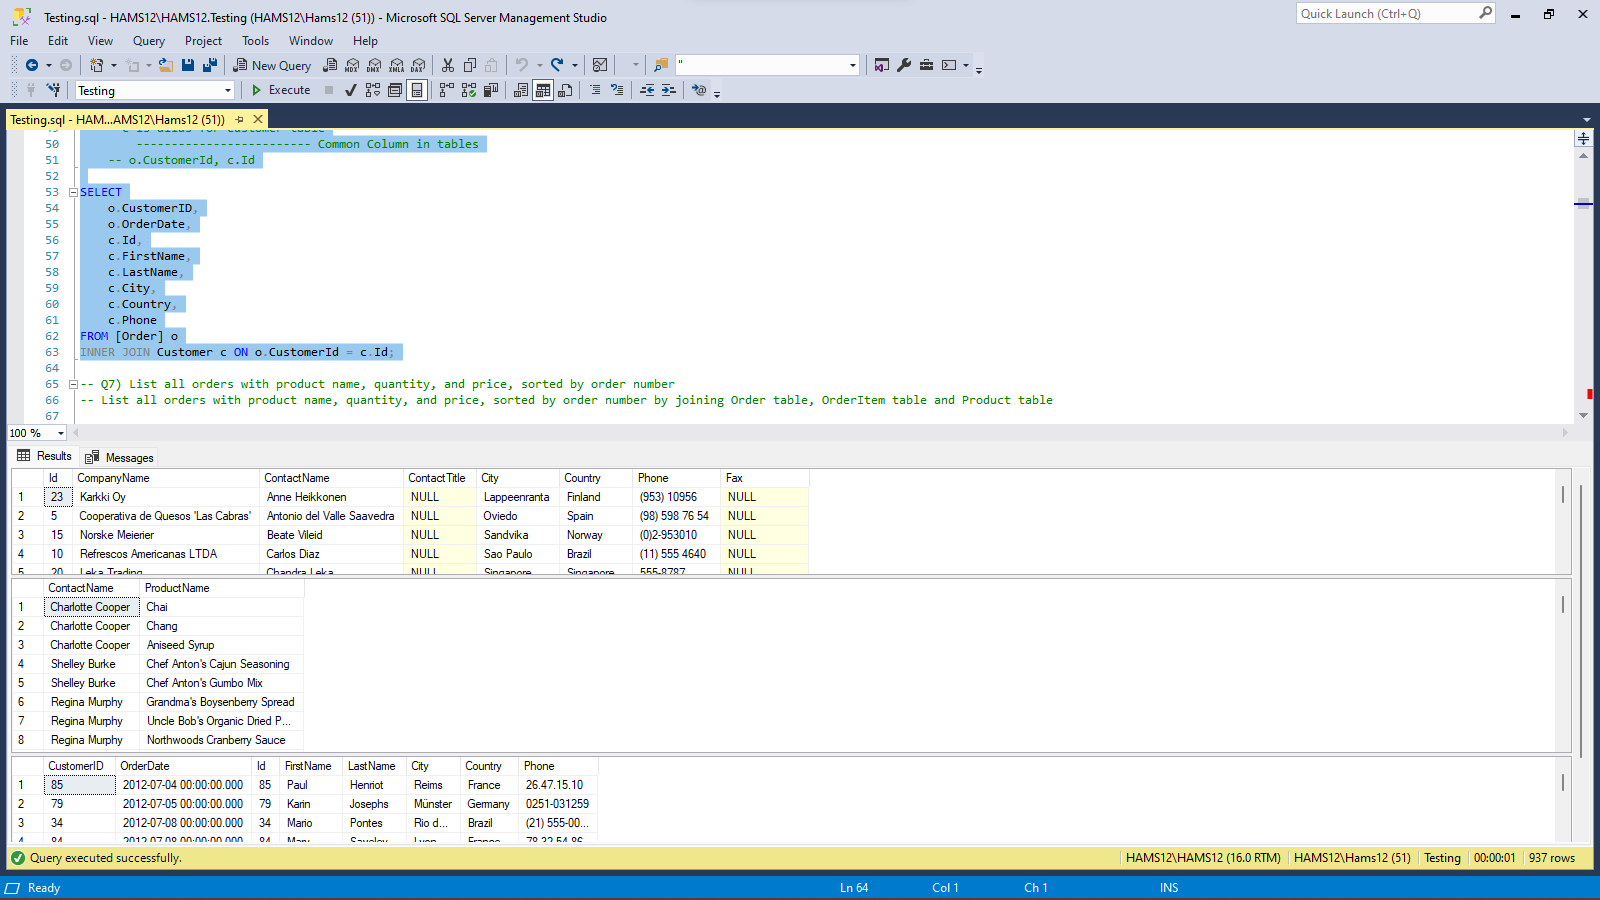 Testing.sql - HAMS12\HAMS12.Testing (HAMS12\Hams12 (51)) - Microsoft SQL Server Management Studio
Quick Launch (Ctrl+Q)
File Edit View Query Project Tools Window Help
New Query MDX DMX XMLA DAX "
Testing Execute
Testing.sql - HAM...AMS12\Hams12 (51))
50 ------------------------- Common Column in tables
51 -- o.CustomerId, c.Id
52
53 SELECT
54 o.CustomerID,
55 o.OrderDate,
56 c.Id,
57 c.FirstName,
58 c.LastName,
59 c.City,
60 c.Country,
61 c.Phone
62 FROM [Order] o
63 INNER JOIN Customer c ON o.CustomerId = c.Id;
64
65 -- Q7) List all orders with product name, quantity, and price, sorted by order number
66 -- List all orders with product name, quantity, and price, sorted by order number by joining Order table, OrderItem table and Product table
67
100 %
Results Messages
Id CompanyName ContactName ContactTitle City Country Phone Fax
1 23 Karkki Oy Anne Heikkonen NULL Lappeenranta Finland (953) 10956 NULL
2 5 Cooperativa de Quesos 'Las Cabras' Antonio del Valle Saavedra NULL Oviedo Spain (98) 598 76 54 NULL
3 15 Norske Meierier Beate Vileid NULL Sandvika Norway (0)2-953010 NULL
4 10 Refrescos Americanas LTDA Carlos Diaz NULL Sao Paulo Brazil (11) 555 4640 NULL
5 20 Leka Trading Chandra Leka NULL Singapore Singapore 555-8787 NULL
ContactName ProductName
1 Charlotte Cooper Chai
2 Charlotte Cooper Chang
3 Charlotte Cooper Aniseed Syrup
4 Shelley Burke Chef Anton's Cajun Seasoning
5 Shelley Burke Chef Anton's Gumbo Mix
6 Regina Murphy Grandma's Boysenberry Spread
7 Regina Murphy Uncle Bob's Organic Dried P...
8 Regina Murphy Northwoods Cranberry Sauce
CustomerID OrderDate Id FirstName LastName City Country Phone
1 85 2012-07-04 00:00:00.000 85 Paul Henriot Reims France 26.47.15.10
2 79 2012-07-05 00:00:00.000 79 Karin Josephs Münster Germany 0251-031259
3 34 2012-07-08 00:00:00.000 34 Mario Pontes Rio d... Brazil (21) 555-00...
4 84 2012-07-08 00:00:00.000 84 Mary Saveley Lyon France 78.32.54.86
Query executed successfully. HAMS12\HAMS12 (16.0 RTM) HAMS12\Hams12 (51) Testing 00:00:01 937 rows
Ready Ln 64 Col 1 Ch 1 INS